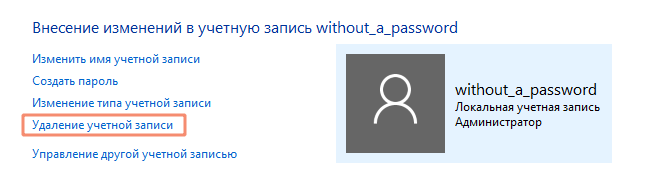 Внесение изменений в учетную запись without_a_password
Изменить имя учетной записи
Создать пароль
Изменение типа учетной записи
Удаление учетной записи
Управление другой учетной записью
without_a_password
Локальная учетная запись
Администратор